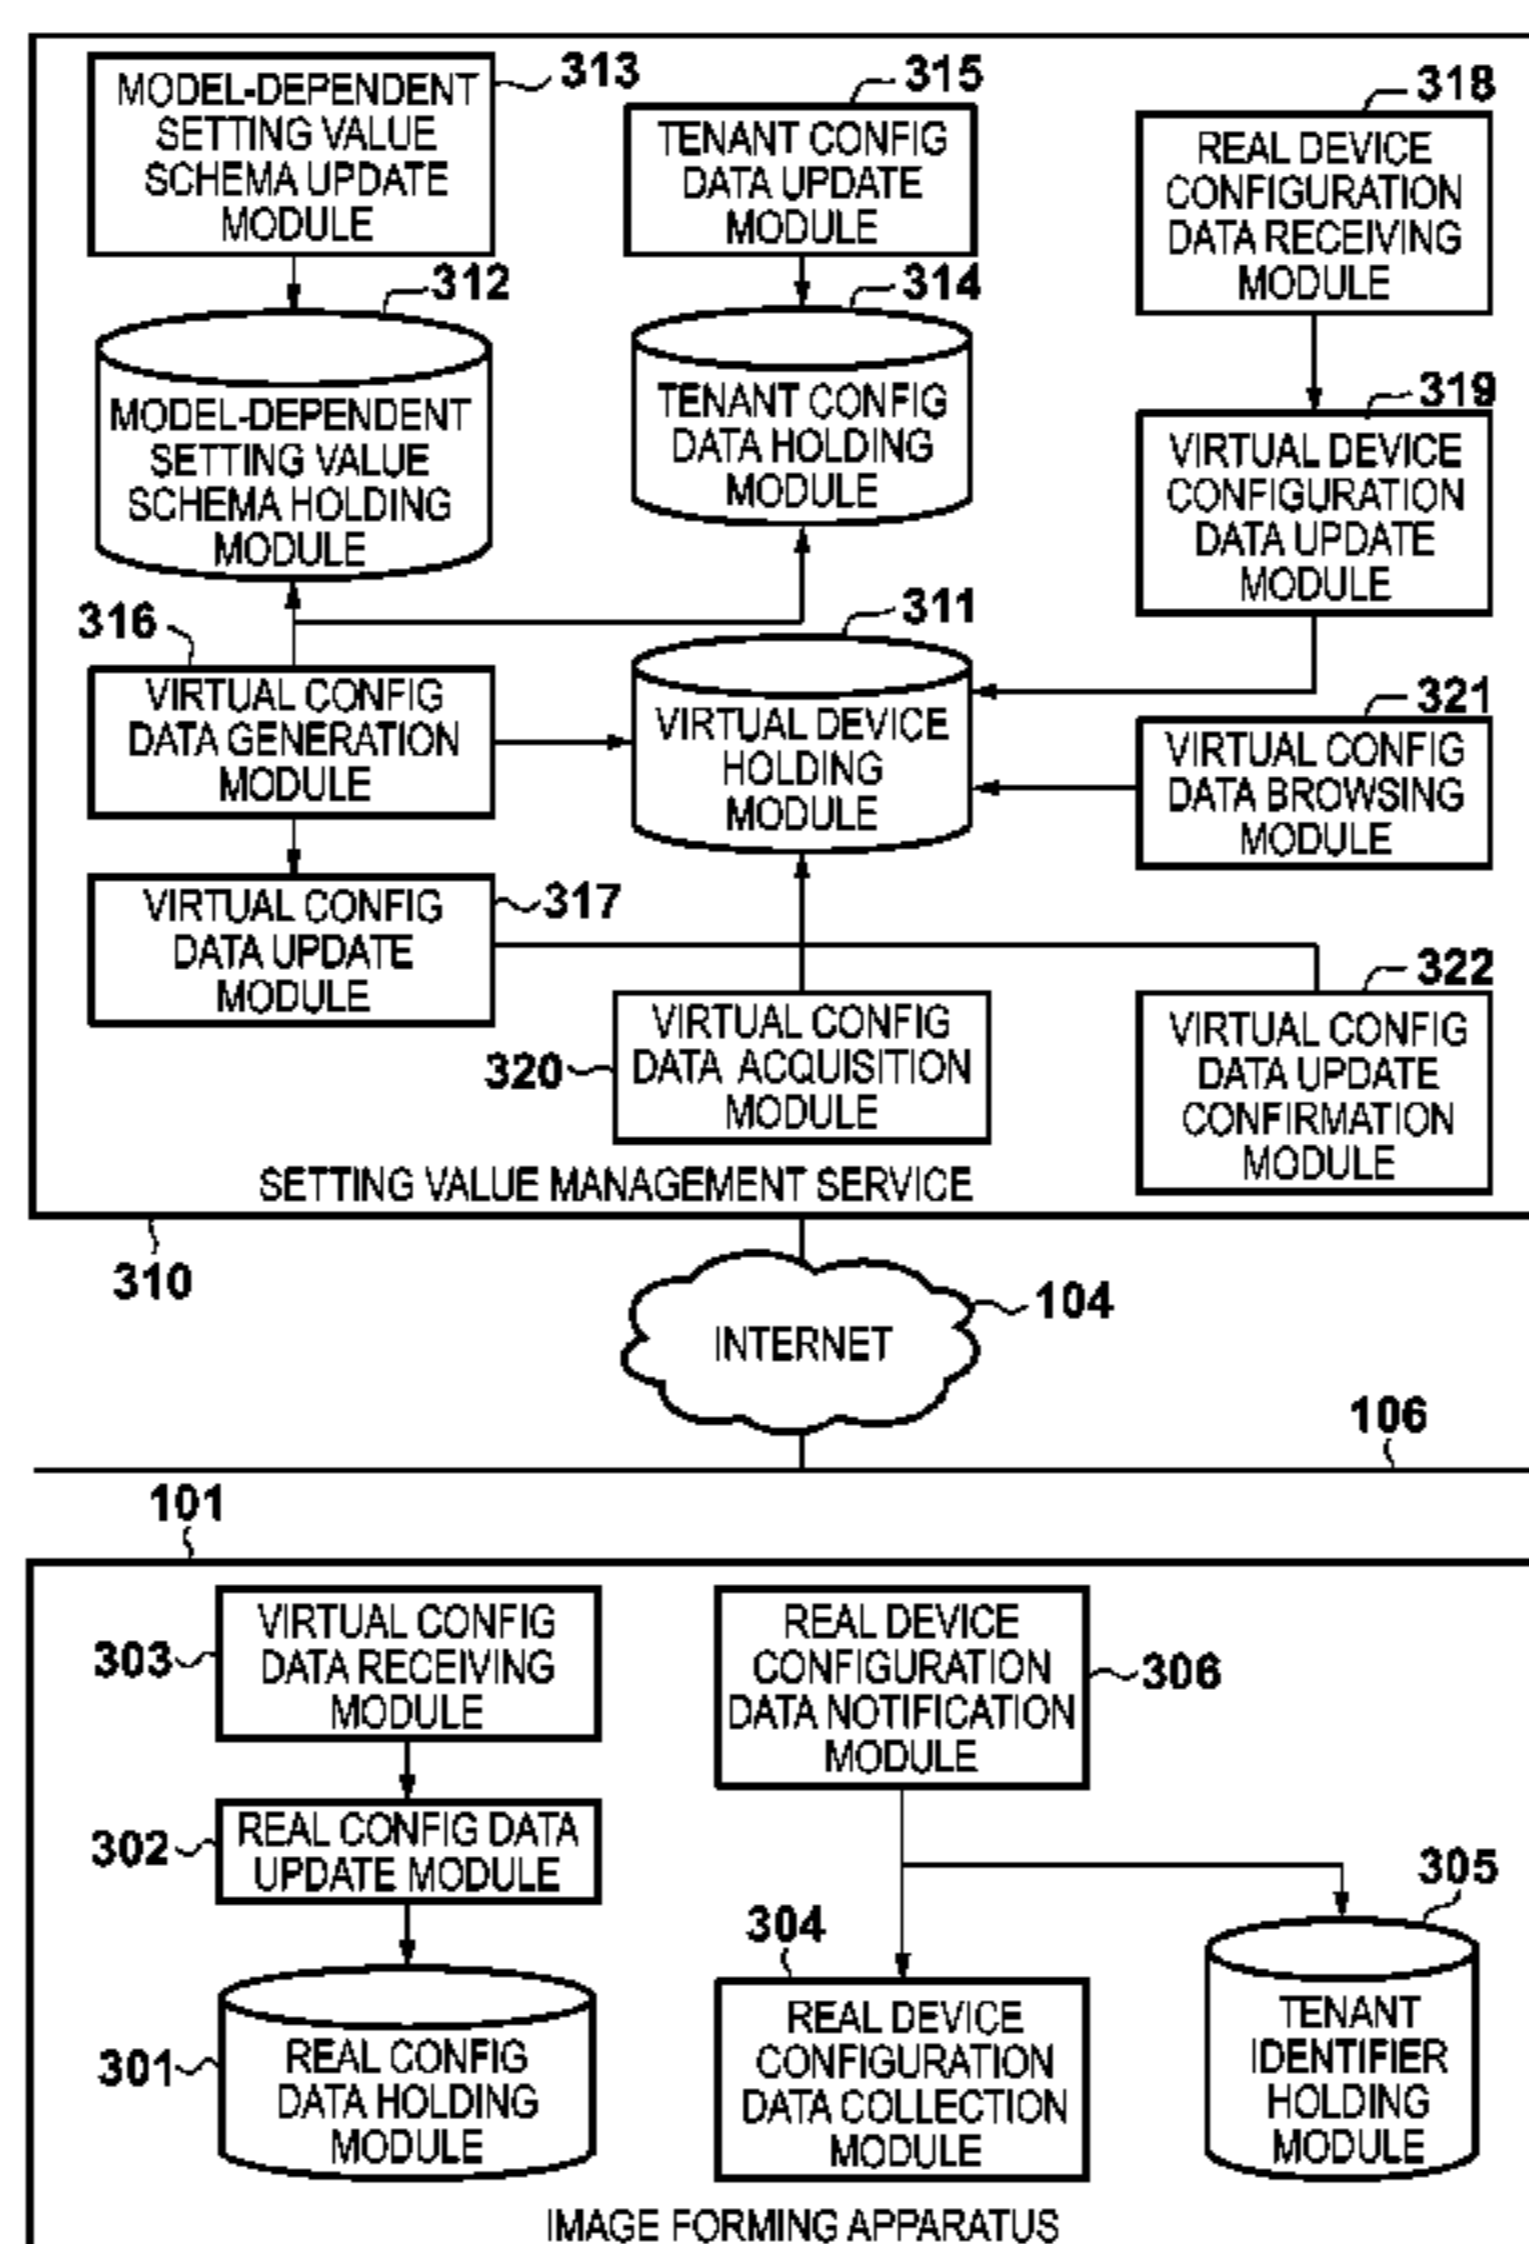 313
MODEL-DEPENDENT
SETTING VALUE
SCHEMA UPDATE
MODULE
315
TENANT CONFIG
DATA UPDATE
MODULE
318
REAL DEVICE
CONFIGURATION
DATA RECEIVING
MODULE
312
MODEL-DEPENDENT
SETTING VALUE
SCHEMA HOLDING
MODULE
314
TENANT CONFIG
DATA HOLDING
MODULE
319
VIRTUAL DEVICE
CONFIGURATION
DATA UPDATE
MODULE
316
VIRTUAL CONFIG
DATA GENERATION
MODULE
311
VIRTUAL DEVICE
HOLDING
MODULE
321
VIRTUAL CONFIG
DATA BROWSING
MODULE
317
VIRTUAL CONFIG
DATA UPDATE
MODULE
320
VIRTUAL CONFIG
DATA ACQUISITION
MODULE
322
VIRTUAL CONFIG
DATA UPDATE
CONFIRMATION
MODULE
SETTING VALUE MANAGEMENT SERVICE
310
104
INTERNET
106
101
303
VIRTUAL CONFIG
DATA RECEIVING
MODULE
REAL DEVICE
CONFIGURATION
DATA NOTIFICATION
MODULE
306
302
REAL CONFIG DATA
UPDATE MODULE
301
REAL CONFIG
DATA HOLDING
MODULE
304
REAL DEVICE
CONFIGURATION
DATA COLLECTION
MODULE
305
TENANT
IDENTIFIER
HOLDING
MODULE
IMAGE FORMING APPARATUS